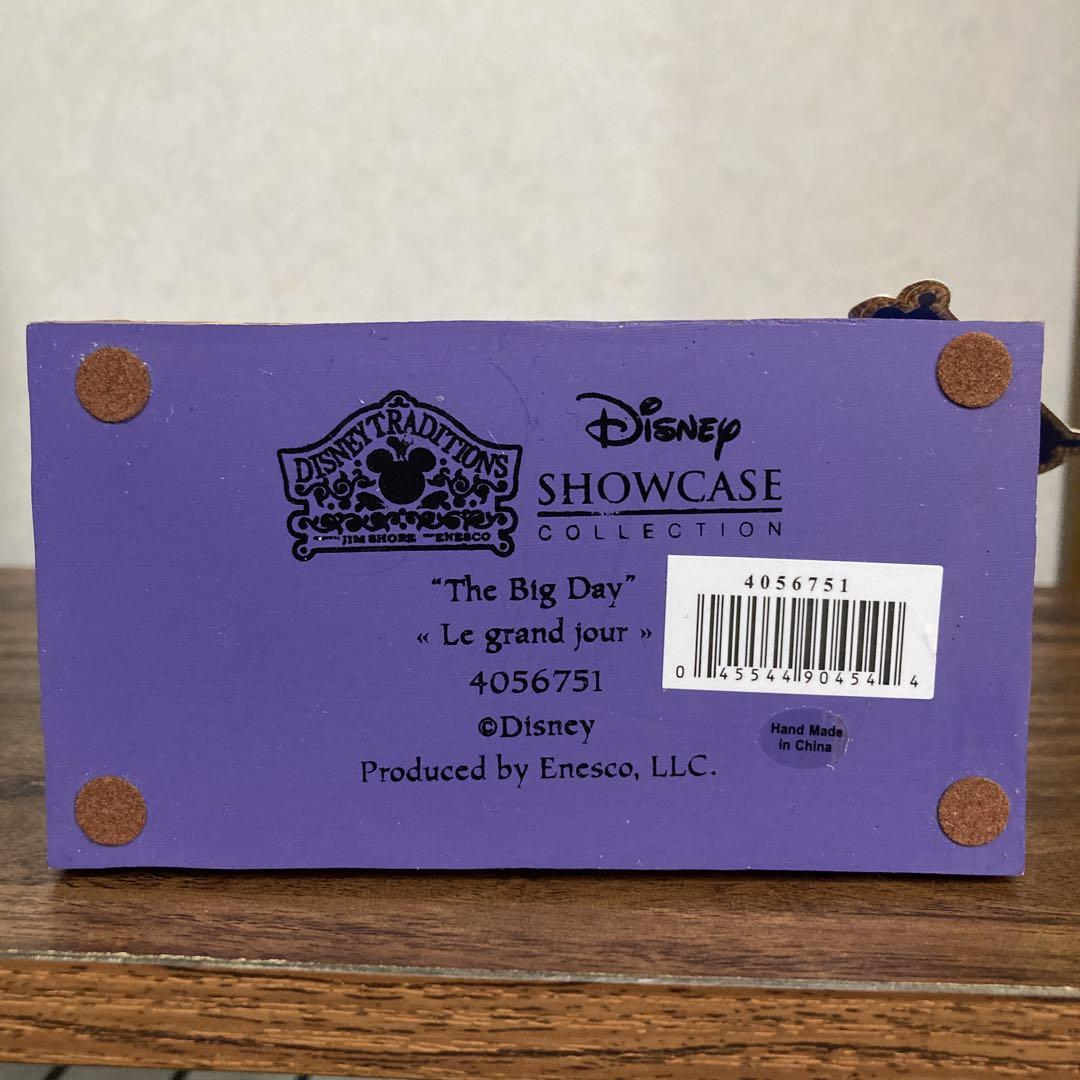 DISNEY TRADITIONS
JIM SHORE ENESCO
Disney
SHOWCASE
COLLECTION
“The Big Day”
« Le grand jour »
4056751
©Disney
Produced by Enesco, LLC.
4056751
0 45544 90454 4
Hand Made
in China